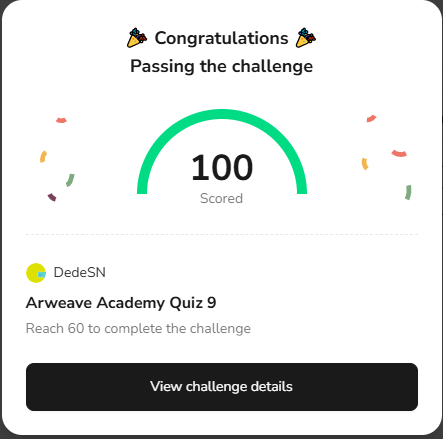 🎉 Congratulations 🎉
Passing the challenge
100
Scored
DedeSN
Arweave Academy Quiz 9
Reach 60 to complete the challenge
View challenge details